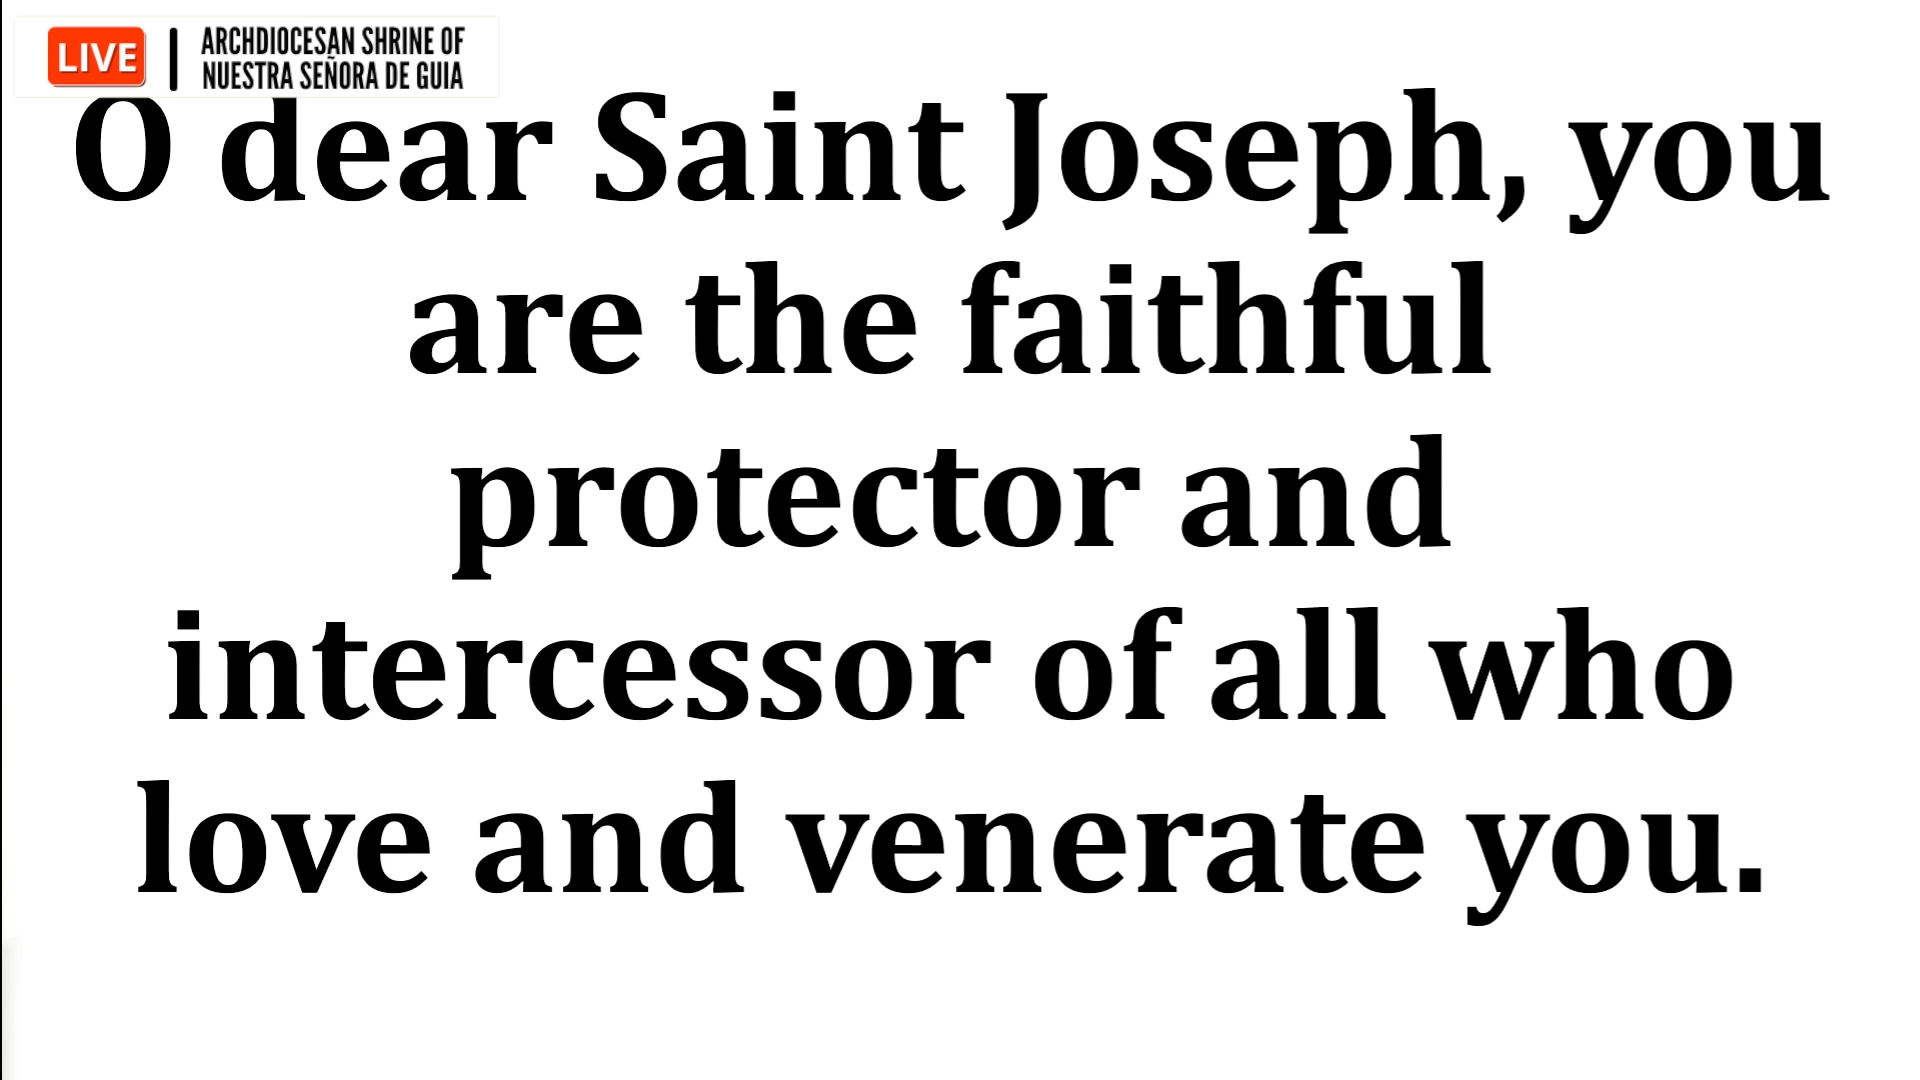 LIVE
ARCHDIOCESAN SHRINE OF
NUESTRA SEÑORA DE GUIA
O dear Saint Joseph, you
are the faithful
protector and
intercessor of all who
love and venerate you.